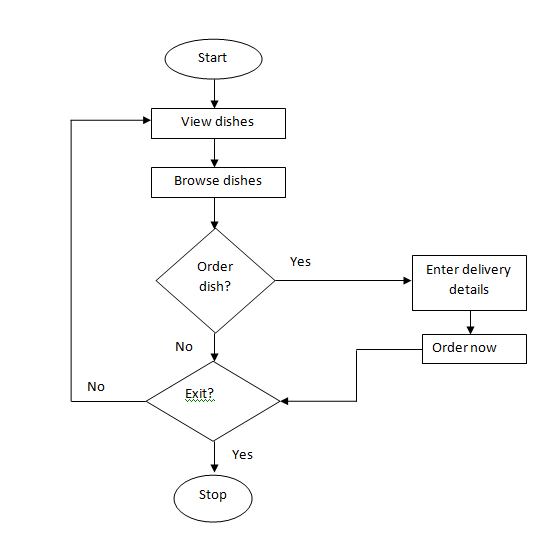 Start
View dishes
Browse dishes
Order
dish?
Yes
Enter delivery
details
Order now
No
Exit?
No
Yes
Stop